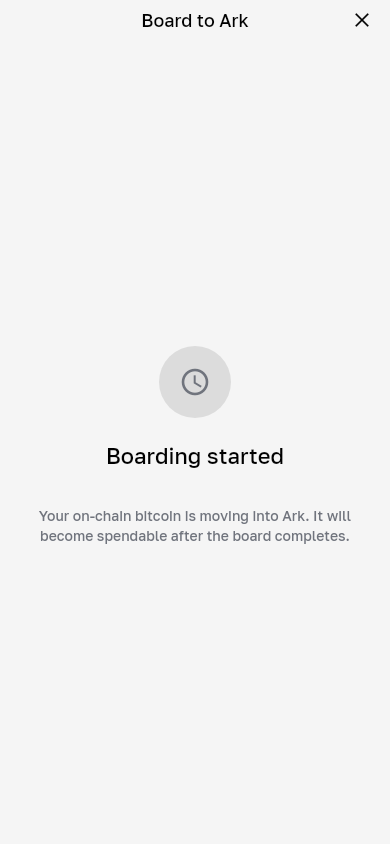 Board to Ark
Boarding started
Your on-chain bitcoin is moving into Ark. It will
become spendable after the board completes.